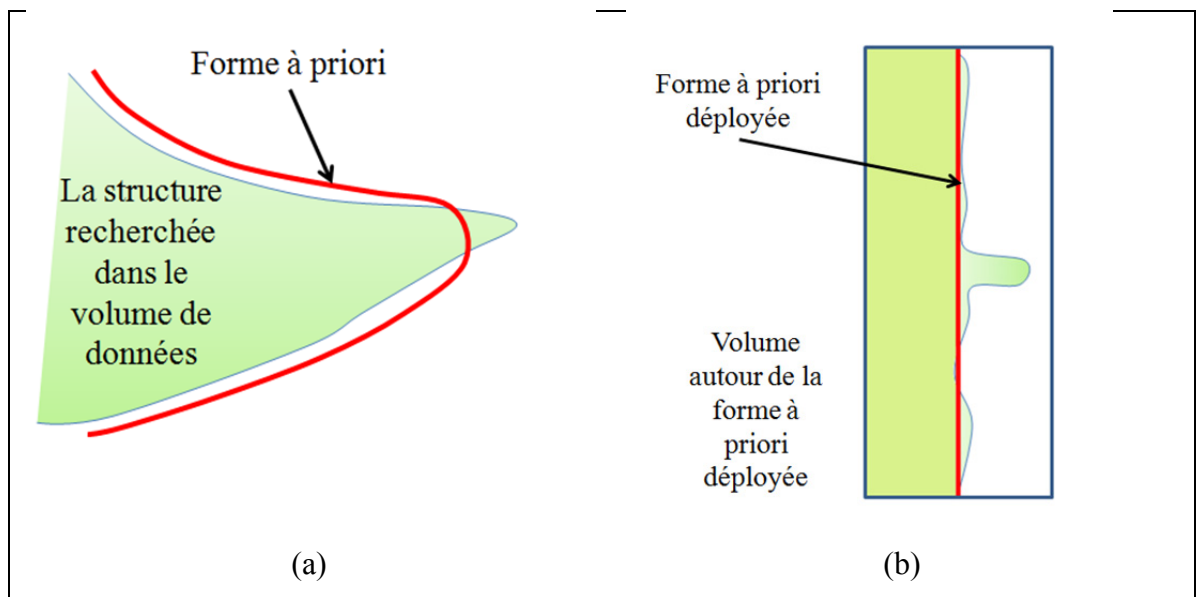 Forme à priori
La structure
recherchée
dans le
volume de
données
(a)
Forme à priori
déployée
Volume
autour de la
forme à
priori
déployée
(b)